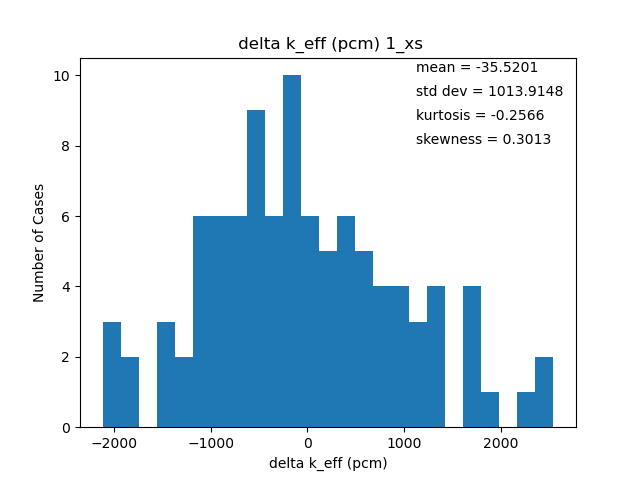 delta k_eff (pcm) 1_xs
mean = -35.5201
std dev = 1013.9148
kurtosis = -0.2566
skewness = 0.3013
10
8
6
4
2
0
Number of Cases
−2000
−1000
0
1000
2000
delta k_eff (pcm)